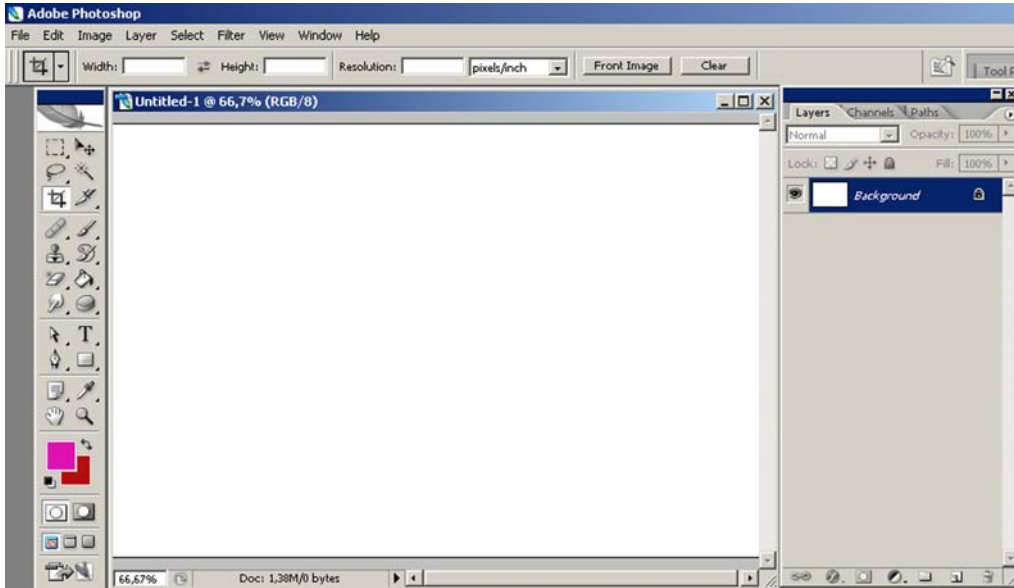 Adobe Photoshop
File Edit Image Layer Select Filter View Window Help
Width: Height: Resolution: pixels/inch Front Image Clear Tool P
Untitled-1 @ 66,7% (RGB/8)
Layers Channels Paths
Normal Opacity: 100%
Lock: Fill: 100%
Background
T
66,67% Doc: 1,38M/0 bytes